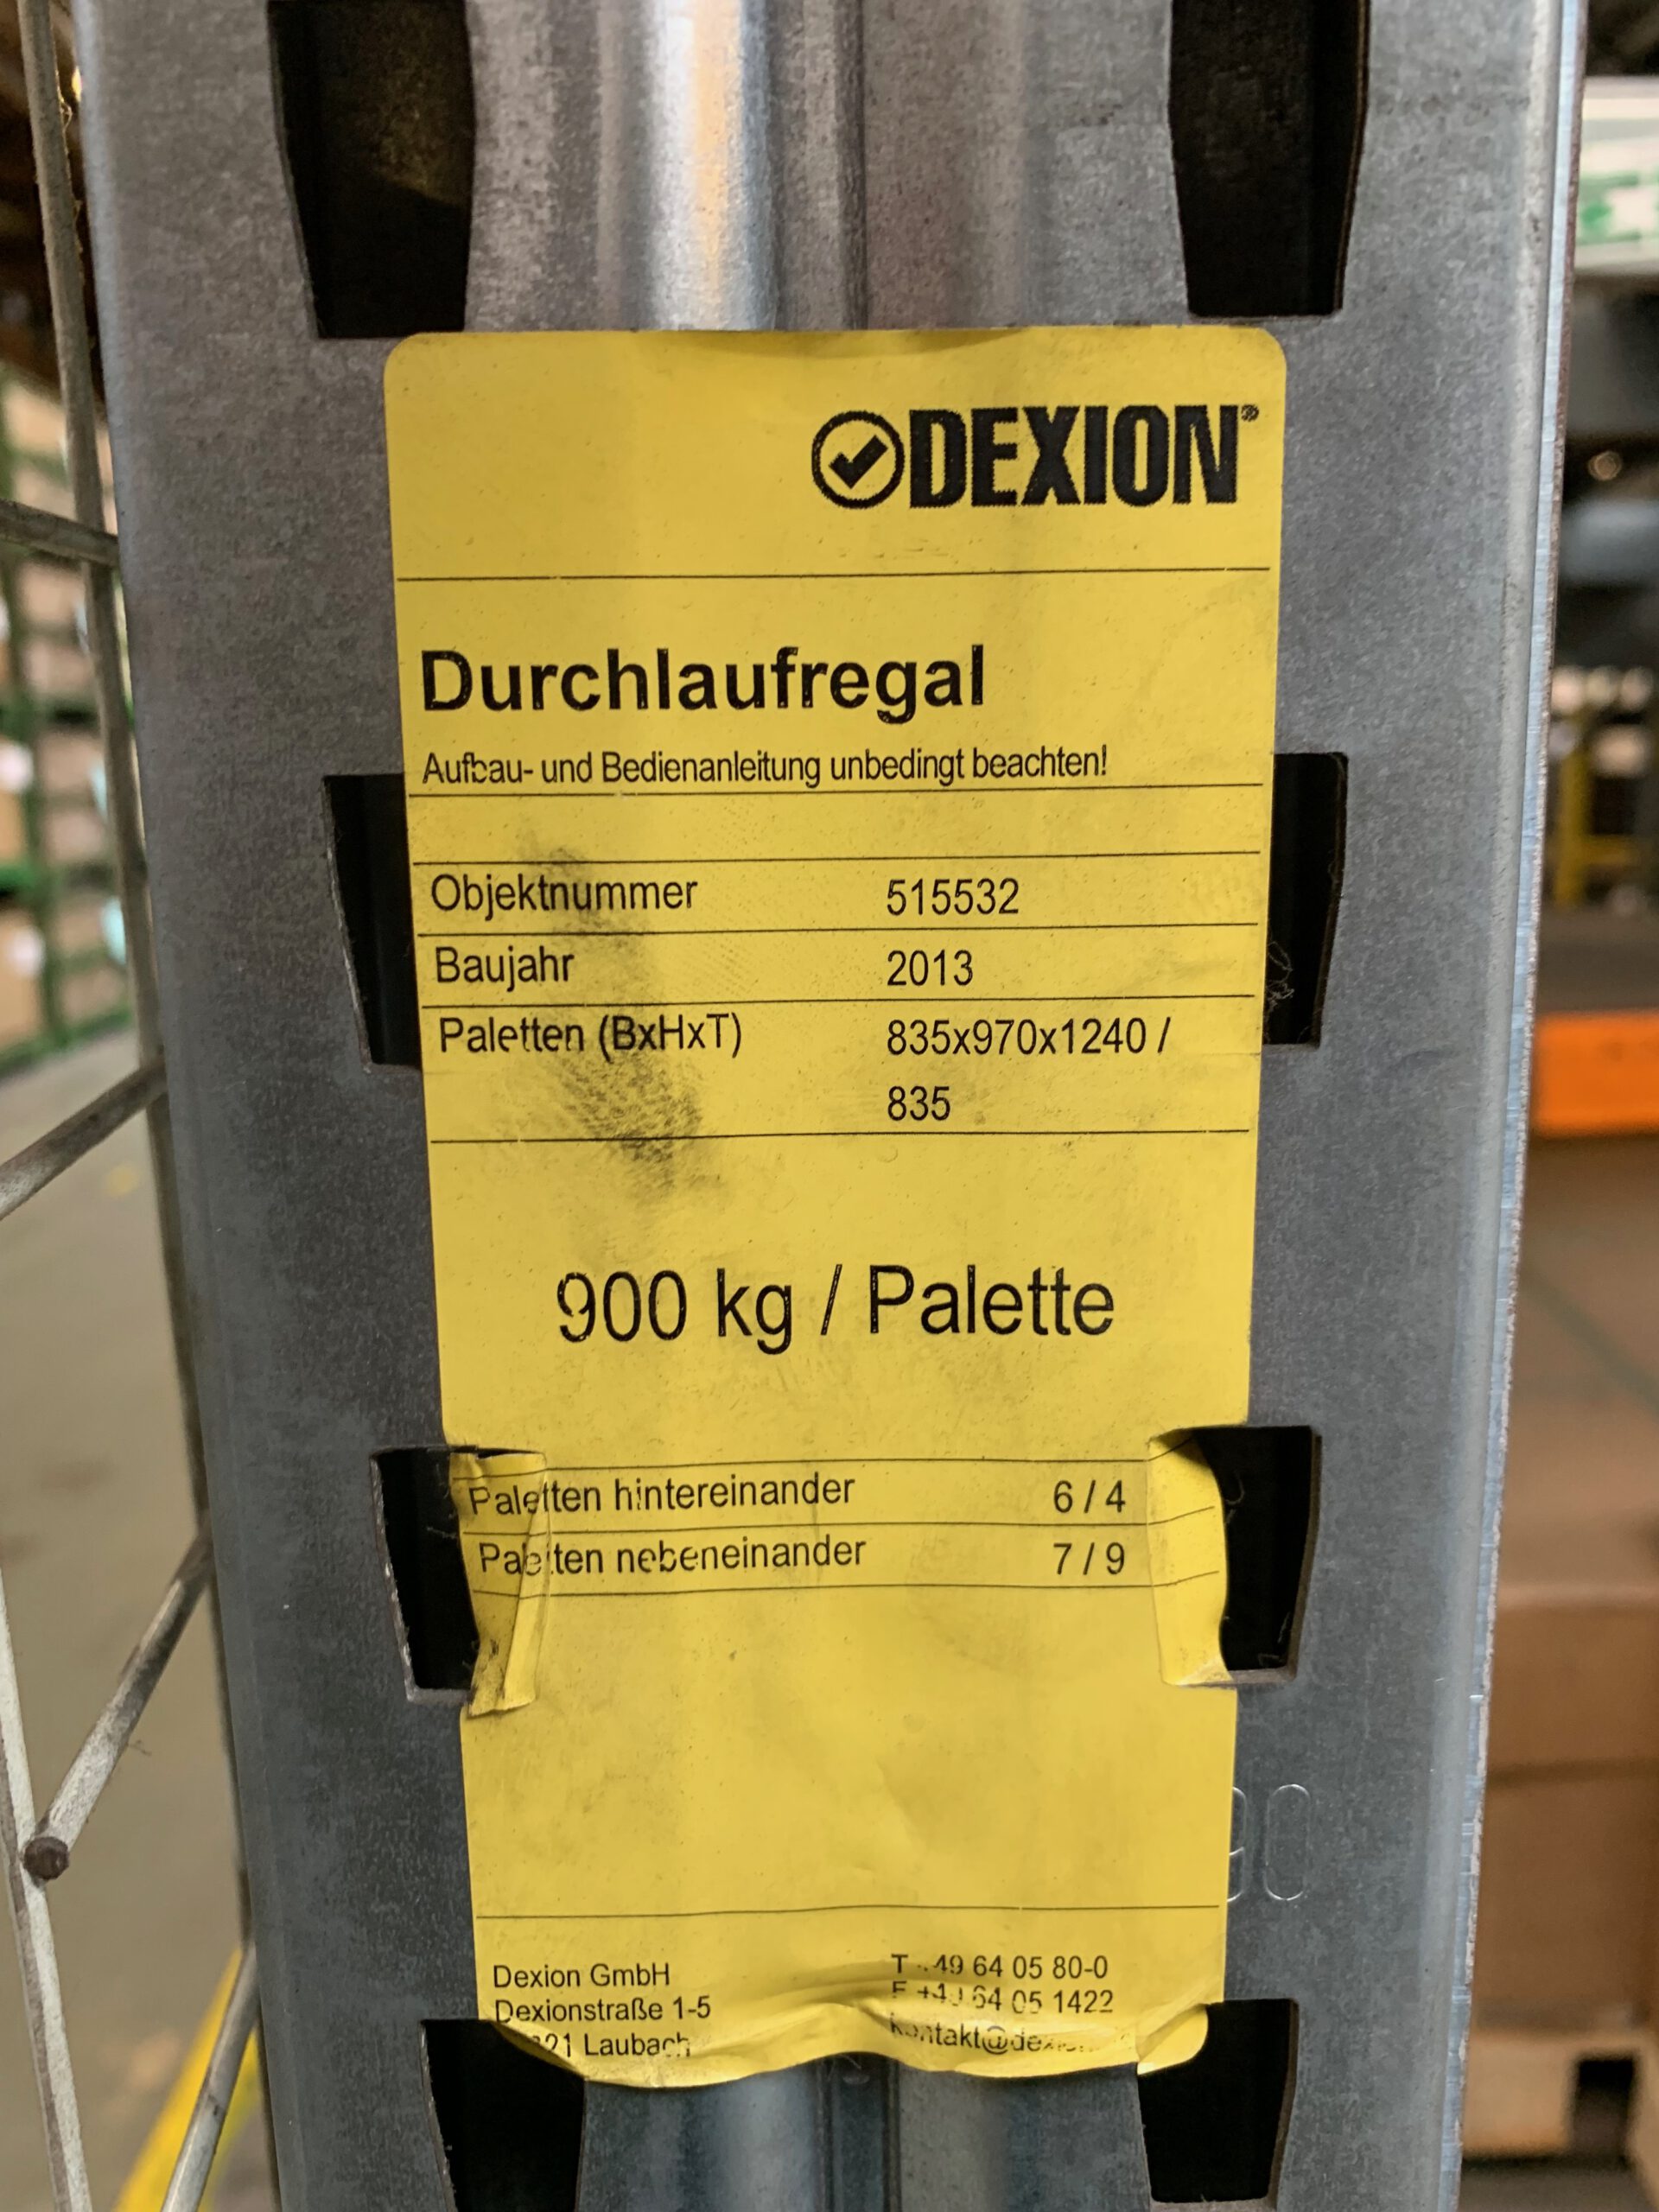 DEXION®
Durchlaufregal
Aufbau- und Bedienanleitung unbedingt beachten!
Objektnummer 515532
Baujahr 2013
Paletten (BxHxT) 835x970x1240 /
835
900 kg / Palette
Paletten hintereinander 6 / 4
Paletten nebeneinander 7 / 9
90
Dexion GmbH T +49 64 05 80-0
Dexionstraße 1-5 F +49 64 05 1422
Laubach